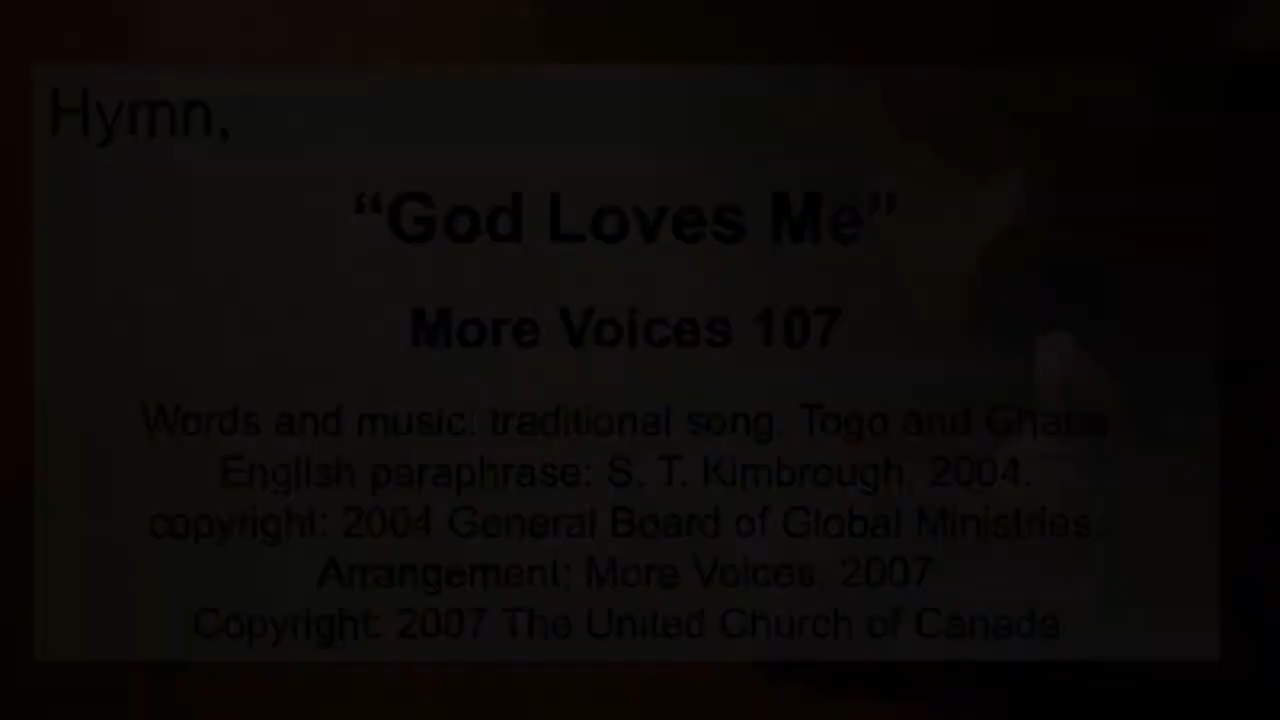 Hymn,
“God Loves Me”
More Voices 107
Words and music: traditional song. Togo and Ghana
English paraphrase: S. T. Kimbrough, 2004.
copyright: 2004 General Board of Global Ministries.
Arrangement: More Voices, 2007
Copyright: 2007 The United Church of Canada